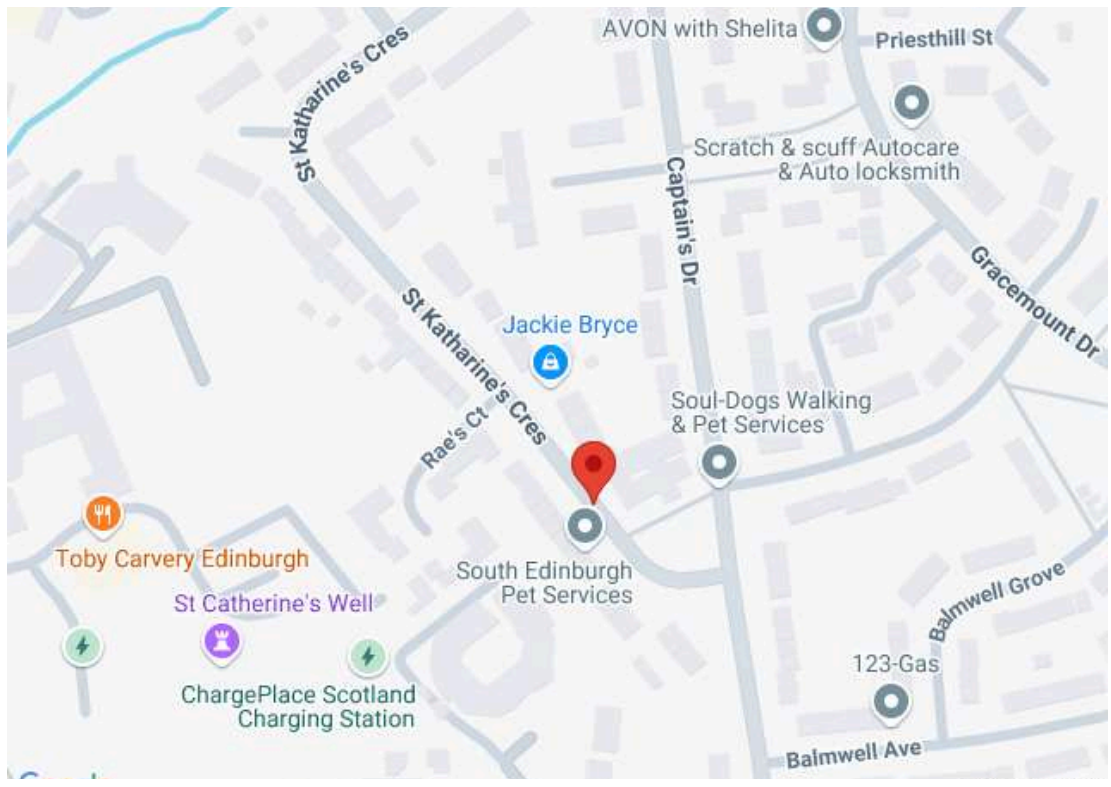 AVON with Shelita
Priesthill St
St Katharine's Cres
Scratch & scuff Autocare
& Auto locksmith
Captain's Dr
Gracemount Dr
St Katharine's Cres
Jackie Bryce
Soul-Dogs Walking
& Pet Services
Rae's Ct
Toby Carvery Edinburgh
South Edinburgh
Pet Services
St Catherine's Well
Balmwell Grove
ChargePlace Scotland
Charging Station
123-Gas
Balmwell Ave